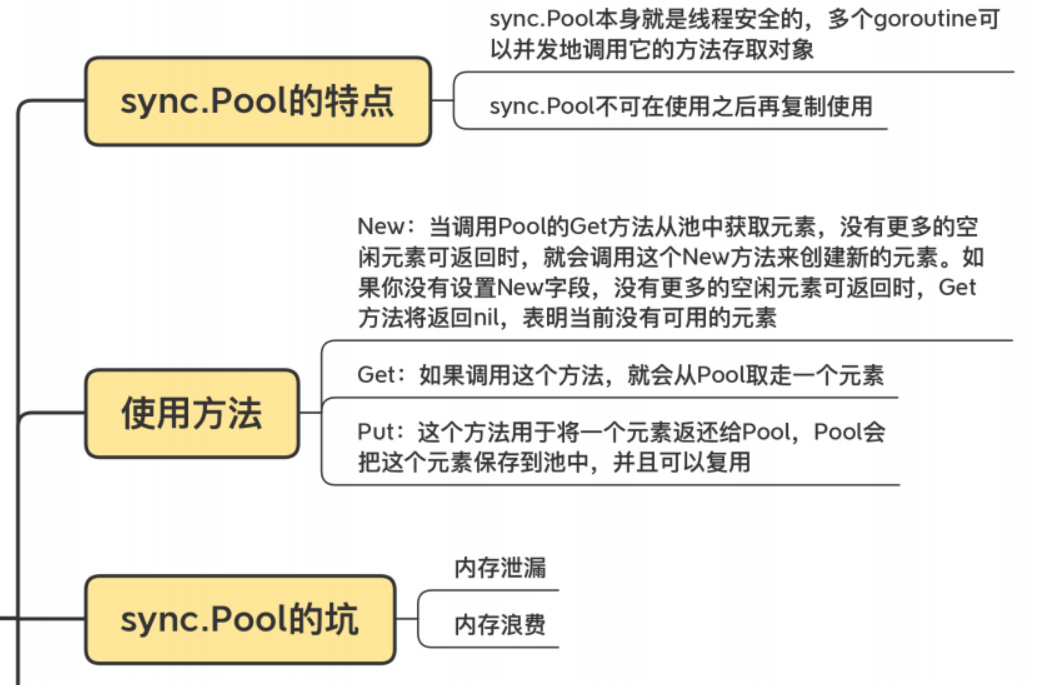 sync.Pool的特点
sync.Pool本身就是线程安全的，多个goroutine可
以并发地调用它的方法存取对象
sync.Pool不可在使用之后再复制使用
使用方法
New：当调用Pool的Get方法从池中获取元素，没有更多的空
闲元素可返回时，就会调用这个New方法来创建新的元素。如
果你没有设置New字段，没有更多的空闲元素可返回时，Get
方法将返回nil，表明当前没有可用的元素
Get：如果调用这个方法，就会从Pool取走一个元素
Put：这个方法用于将一个元素返还给Pool，Pool会
把这个元素保存到池中，并且可以复用
sync.Pool的坑
内存泄漏
内存浪费